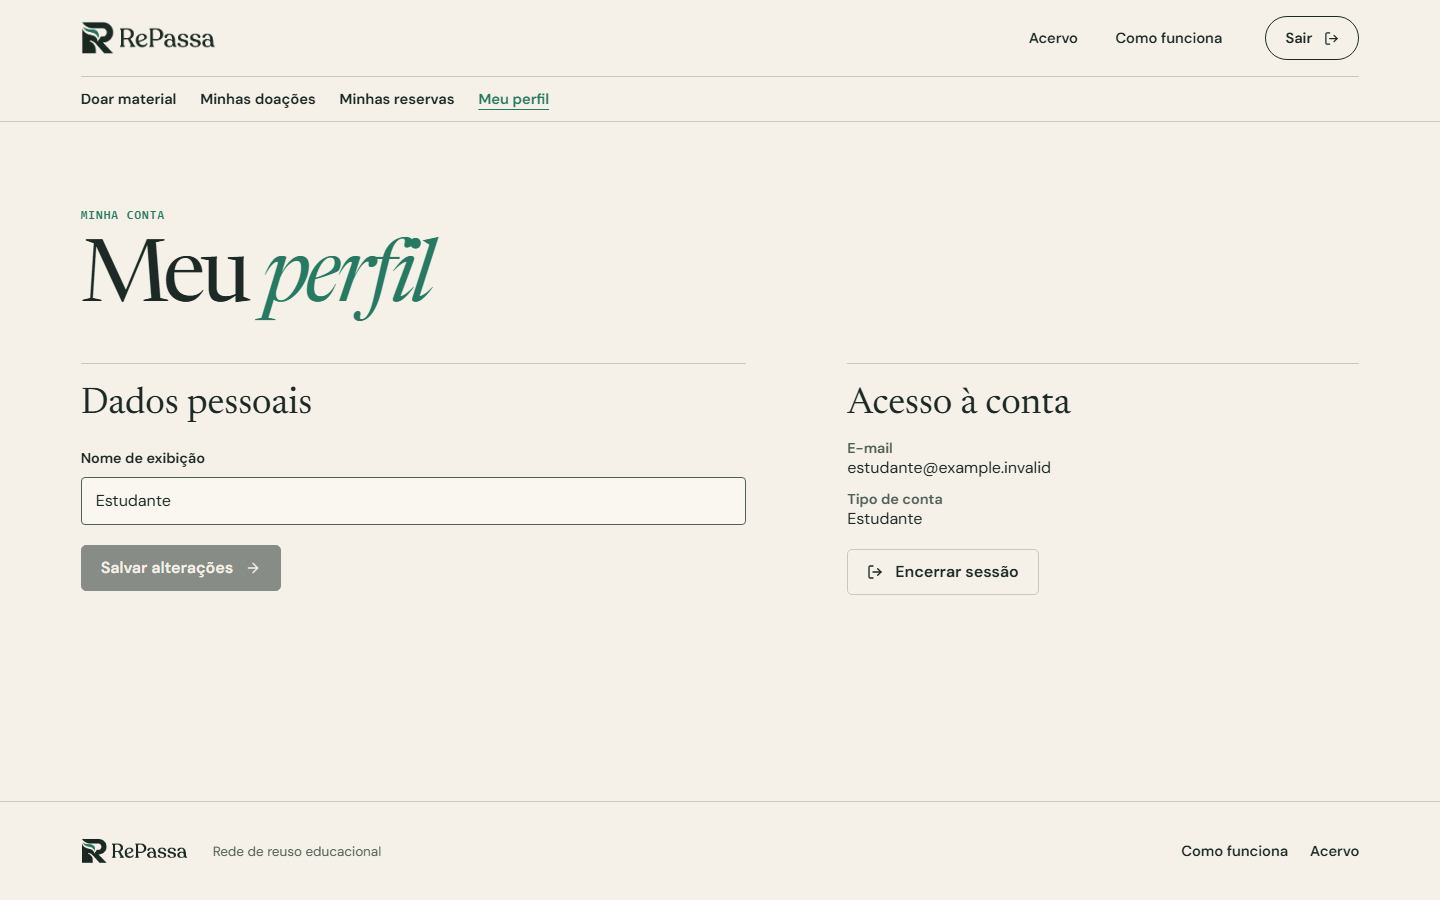 RePassa
Acervo
Como funciona
Sair
Doar material
Minhas doações
Minhas reservas
Meu perfil
MINHA CONTA
Meu perfil
Dados pessoais
Nome de exibição
Estudante
Salvar alterações
Acesso à conta
E-mail
estudante@example.invalid
Tipo de conta
Estudante
Encerrar sessão
RePassa
Rede de reuso educacional
Como funciona
Acervo